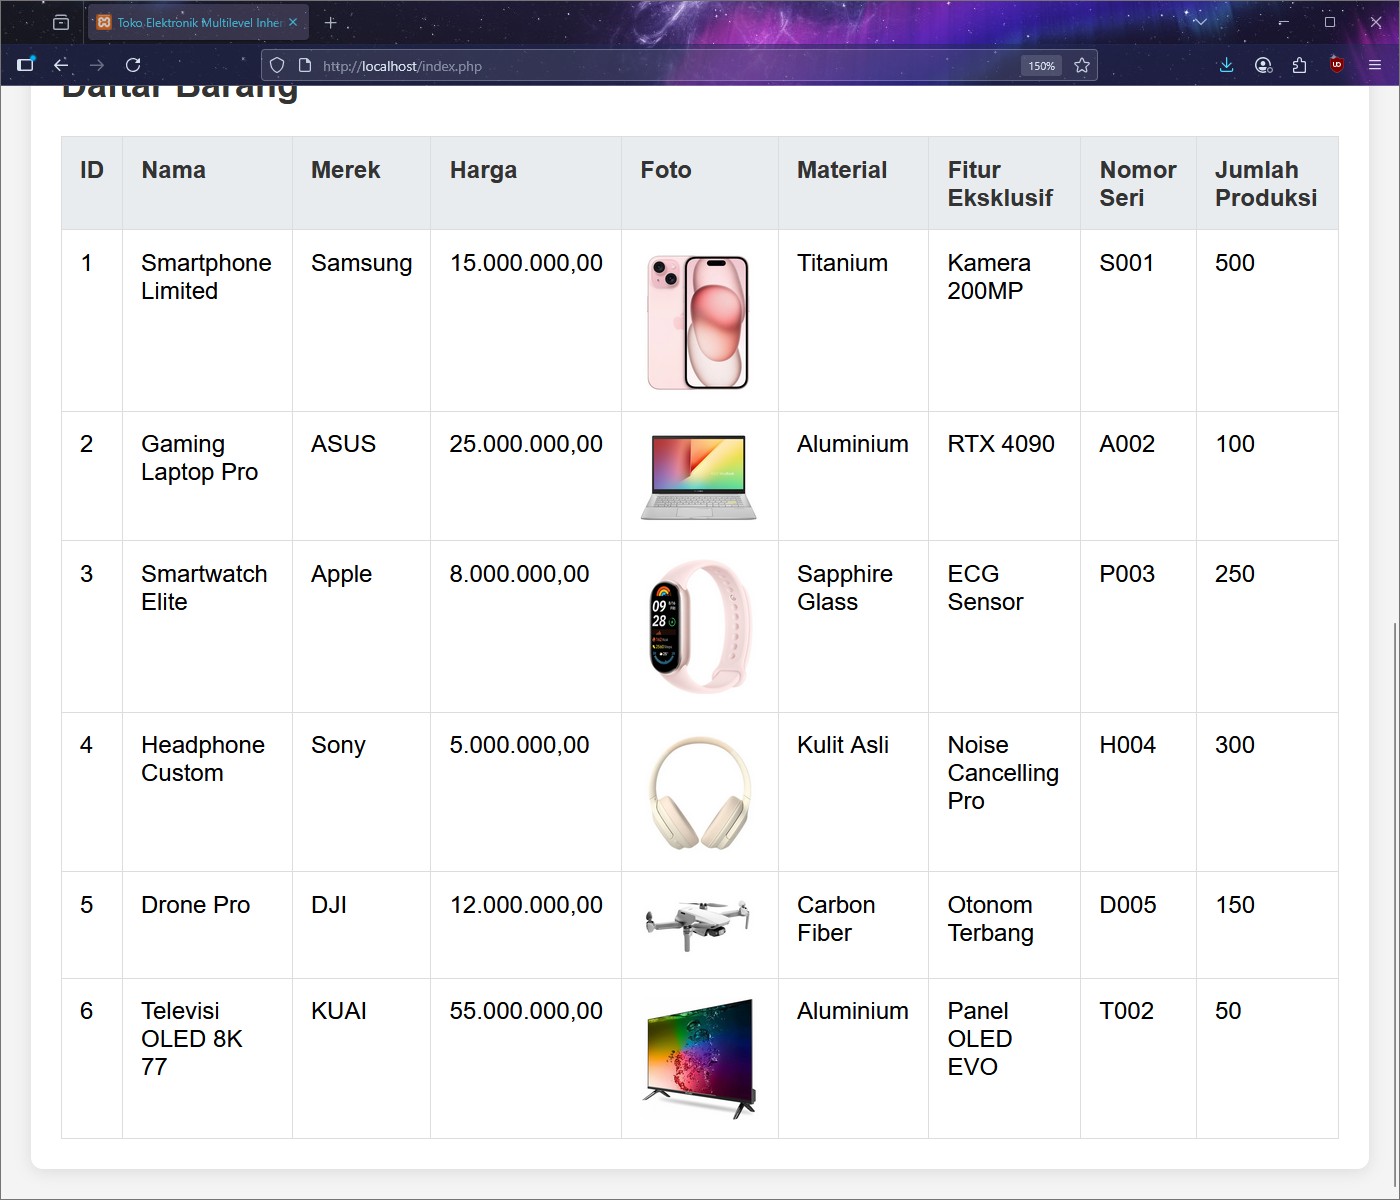 Toko Elektronik Multilevel Inher
http://localhost/index.php
150%
Daftar Barang
ID Nama Merek Harga Foto Material Fitur Eksklusif Nomor Seri Jumlah Produksi
1 Smartphone Limited Samsung 15.000.000,00 Titanium Kamera 200MP S001 500
2 Gaming Laptop Pro ASUS 25.000.000,00 Aluminium RTX 4090 A002 100
3 Smartwatch Elite Apple 8.000.000,00 Sapphire Glass ECG Sensor P003 250
09
28
4 Headphone Custom Sony 5.000.000,00 Kulit Asli Noise Cancelling Pro H004 300
5 Drone Pro DJI 12.000.000,00 Carbon Fiber Otonom Terbang D005 150
6 Televisi OLED 8K 77 KUAI 55.000.000,00 Aluminium Panel OLED EVO T002 50